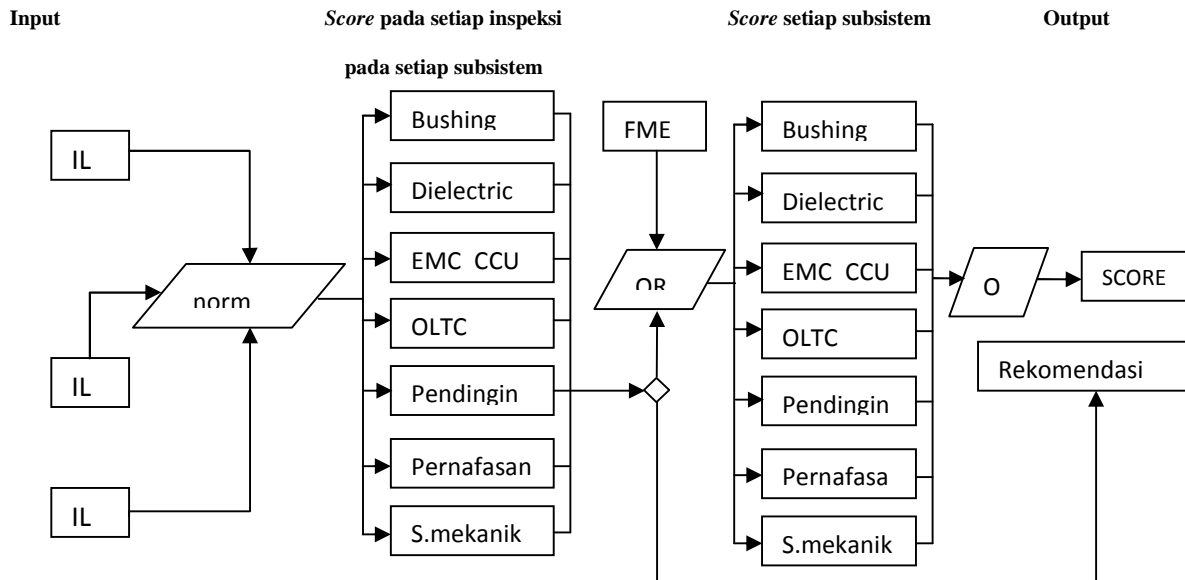 Input
Score pada setiap inspeksi
pada setiap subsistem
Score setiap subsistem
Output
IL
IL
IL
norm
Bushing
Dielectric
EMC CCU
OLTC
Pendingin
Pernafasan
S.mekanik
FME
OR
Bushing
Dielectric
EMC CCU
OLTC
Pendingin
Pernafasa
S.mekanik
O
SCORE
Rekomendasi